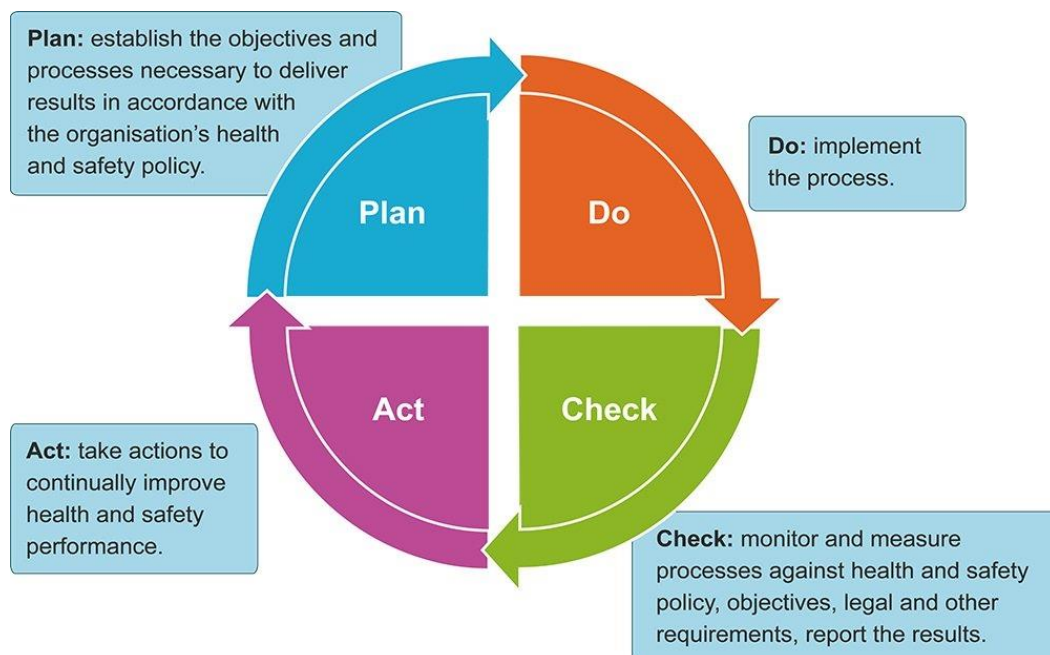 Plan: establish the objectives and
processes necessary to deliver
results in accordance with
the organisation’s health
and safety policy.
Plan
Do
Do: implement
the process.
Act
Check
Act: take actions to
continually improve
health and safety
performance.
Check: monitor and measure
processes against health and safety
policy, objectives, legal and other
requirements, report the results.